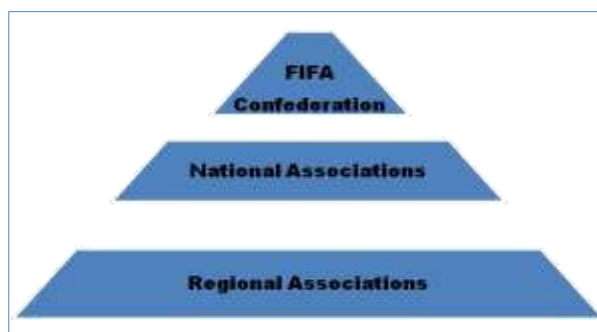 FIFA
Confederation
National Associations
Regional Associations